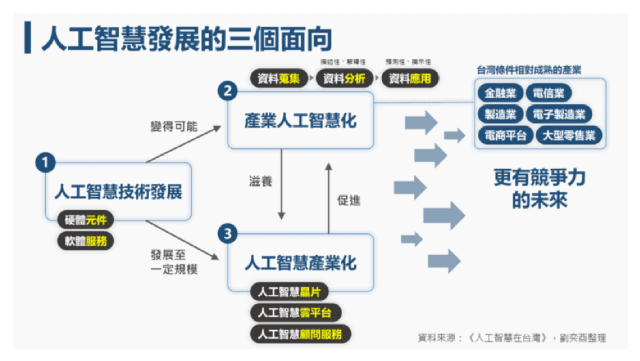 人工智慧發展的三個面向
描述性、解釋性
預測性、指示性
資料蒐集
資料分析
資料應用
2
產業人工智慧化
台灣條件相對成熟的產業
金融業
電信業
製造業
電子製造業
電商平台
大型零售業
變得可能
1
人工智慧技術發展
硬體元件
軟體服務
滋養
促進
更有競爭力
的未來
發展至
一定規模
3
人工智慧產業化
人工智慧晶片
人工智慧雲平台
人工智慧顧問服務
資料來源:《人工智慧在台灣》,劉奕酉整理